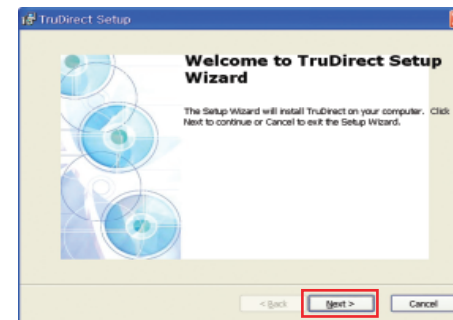 TruDirect Setup
Welcome to TruDirect Setup
Wizard
The Setup Wizard will install TruDirect on your computer. Click
Next to continue or Cancel to exit the Setup Wizard.
< Back Next > Cancel